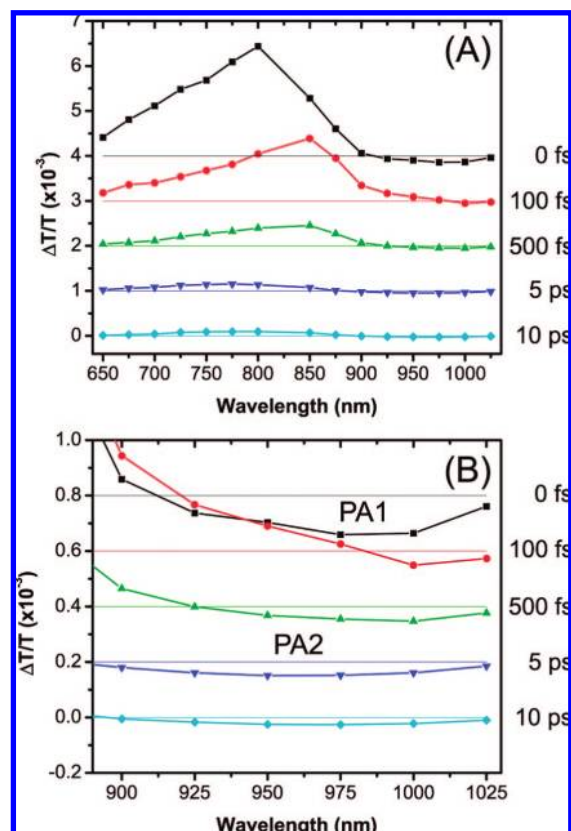 (A)
7
6
5
4
3
2
1
0
ΔT/T (x10⁻³)
0 fs
100 fs
500 fs
5 ps
10 ps
650 700 750 800 850 900 950 1000
Wavelength (nm)
(B)
1.0
0.8
0.6
0.4
0.2
0.0
-0.2
ΔT/T (x10⁻³)
PA1
PA2
0 fs
100 fs
500 fs
5 ps
10 ps
900 925 950 975 1000 1025
Wavelength (nm)